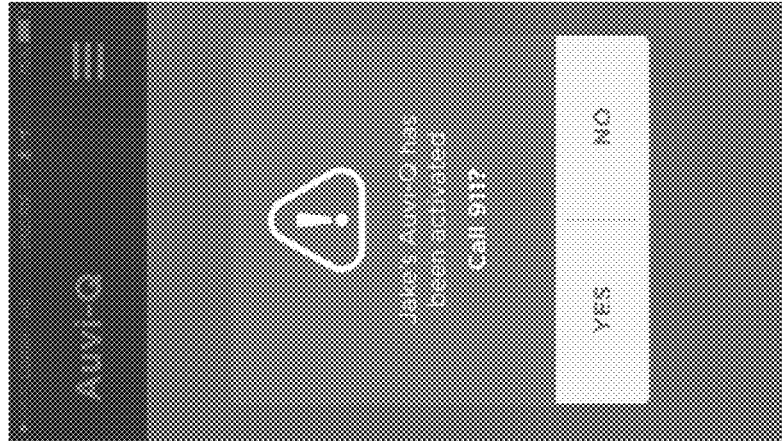 Auvi-Q
Jake's Auvi-Q has
been activated
Call 911?
YES
NO